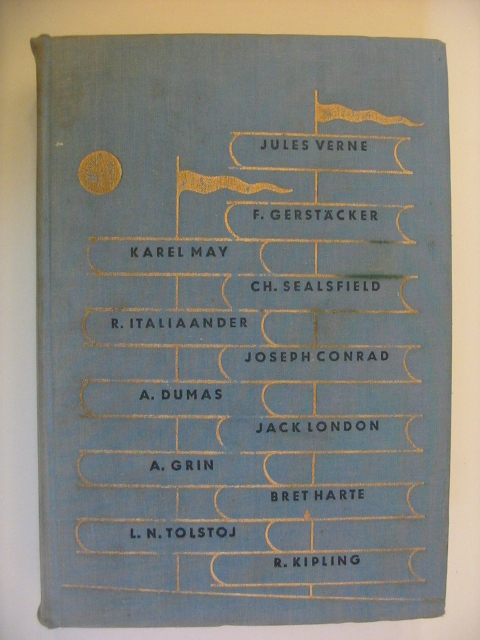 JULES VERNE
F. GERSTÄCKER
KAREL MAY
CH. SEALSFIELD
R. ITALIAANDER
JOSEPH CONRAD
A. DUMAS
JACK LONDON
A. GRIN
BRET HARTE
L. N. TOLSTOJ
R. KIPLING